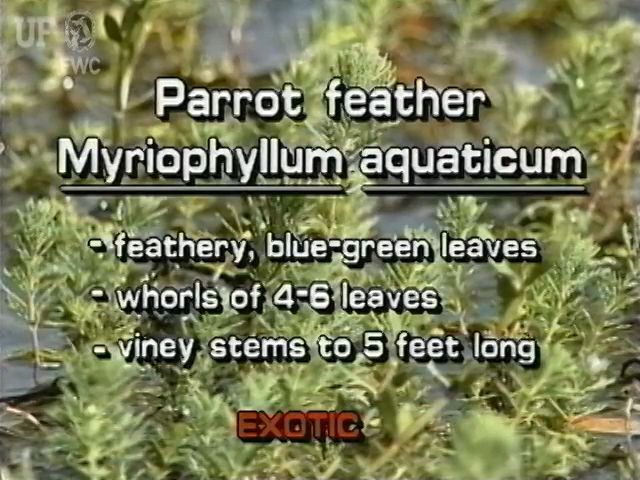 UF
FWC
Parrot feather
Myriophyllum aquaticum
- feathery, blue-green leaves
- whorls of 4-6 leaves
- viney stems to 5 feet long
EXOTIC